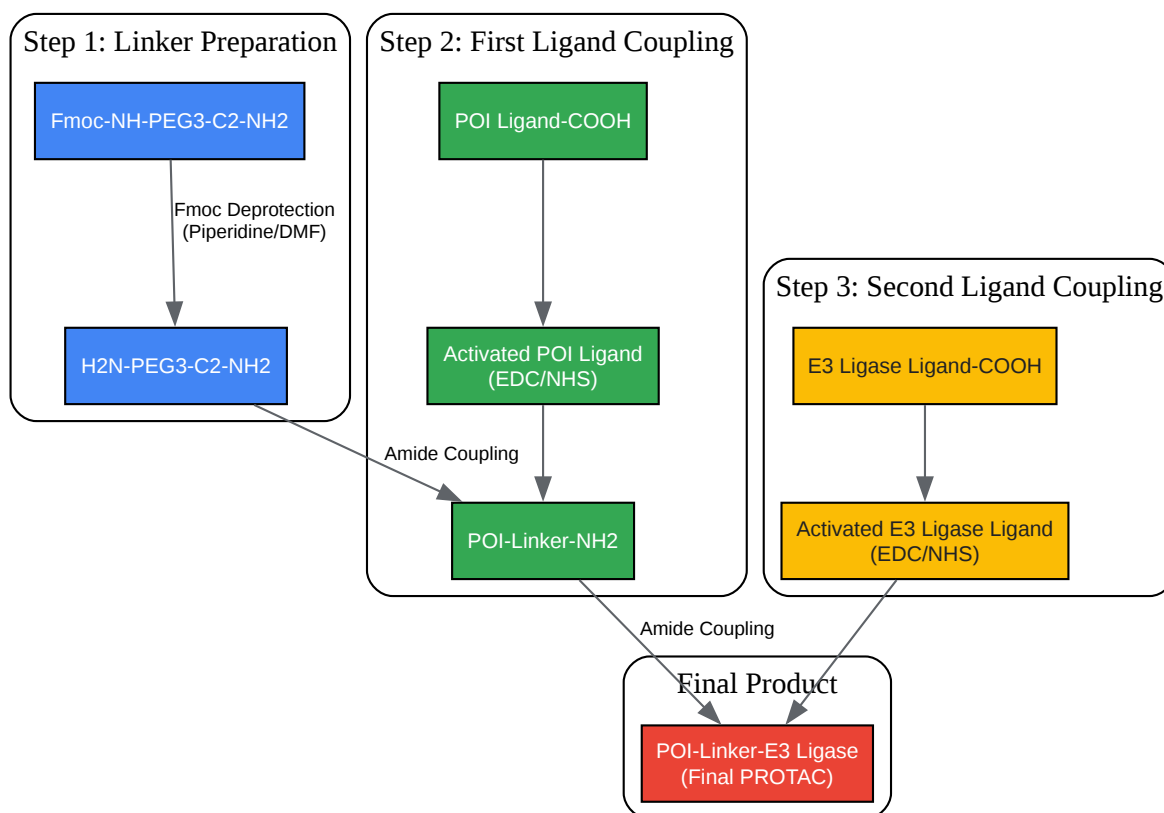 Step 1: Linker Preparation
Fmoc-NH-PEG3-C2-NH2
Fmoc Deprotection
(Piperidine/DMF)
H2N-PEG3-C2-NH2
Step 2: First Ligand Coupling
POI Ligand-COOH
Activated POI Ligand
(EDC/NHS)
Amide Coupling
POI-Linker-NH2
Step 3: Second Ligand Coupling
E3 Ligase Ligand-COOH
Activated E3 Ligase Ligand
(EDC/NHS)
Amide Coupling
Final Product
POI-Linker-E3 Ligase
(Final PROTAC)